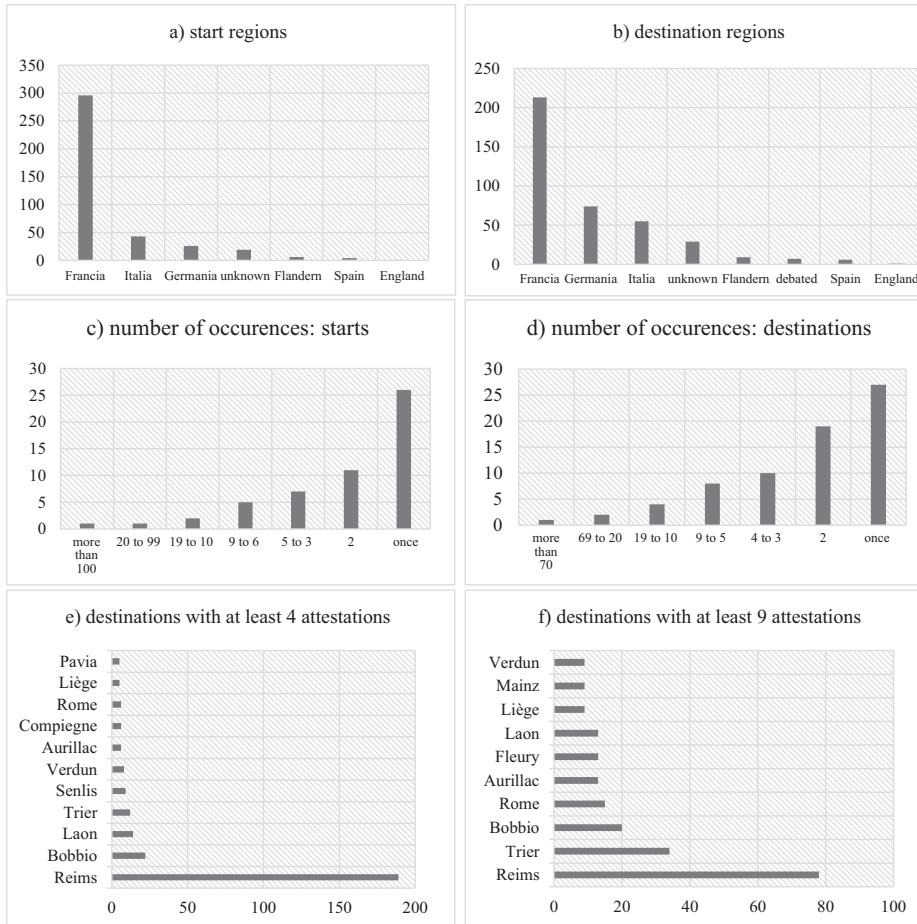 a) start regions
350
300
250
200
150
100
50
0
Francia Italia Germania unknown Flandern Spain England
b) destination regions
250
200
150
100
50
0
Francia Germania Italia unknown Flandern debated Spain England
c) number of occurences: starts
30
25
20
15
10
5
0
more than 100 20 to 99 19 to 10 9 to 6 5 to 3 2 once
d) number of occurences: destinations
30
25
20
15
10
5
0
more than 70 69 to 20 19 to 10 9 to 5 4 to 3 2 once
e) destinations with at least 4 attestations
Pavia
Liège
Rome
Compiegne
Aurillac
Verdun
Senlis
Trier
Laon
Bobbio
Reims
0 50 100 150 200
f) destinations with at least 9 attestations
Verdun
Mainz
Liège
Laon
Fleury
Aurillac
Rome
Bobbio
Trier
Reims
0 20 40 60 80 100